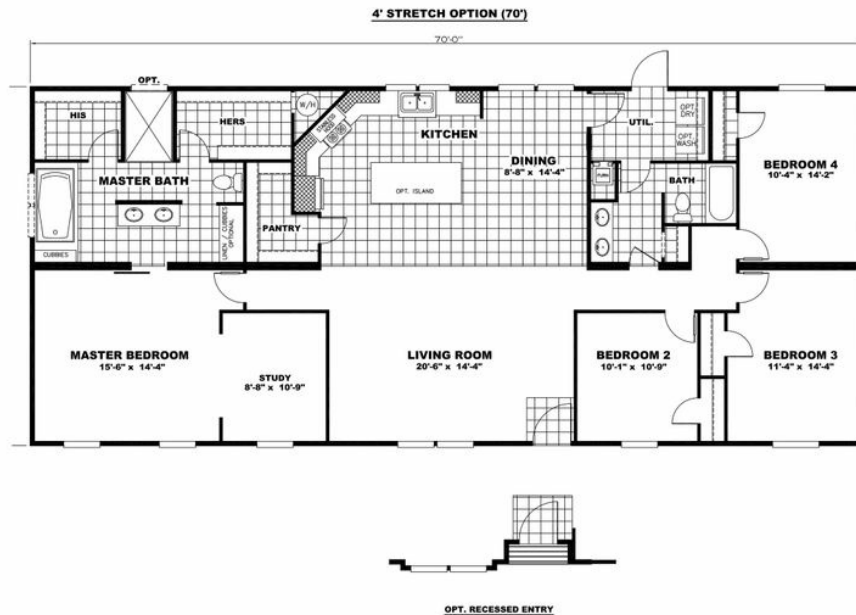 4' STRETCH OPTION (70')
70'-0"
OPT.
HIS
HERS
W/H
STAINLESS
HOOD
KITCHEN
UTIL.
OPT
DRY
OPT
WASH
MASTER BATH
DINING
8'-8" x 14'-4"
FURN
BATH
BEDROOM 4
10'-4" x 14'-2"
OPT. ISLAND
LINEN / CUBBIES
OPTIONAL
PANTRY
CUBBIES
MASTER BEDROOM
15'-6" x 14'-4"
STUDY
8'-8" x 10'-9"
LIVING ROOM
20'-6" x 14'-4"
BEDROOM 2
10'-1" x 10'-9"
BEDROOM 3
11'-4" x 14'-4"
OPT. RECESSED ENTRY